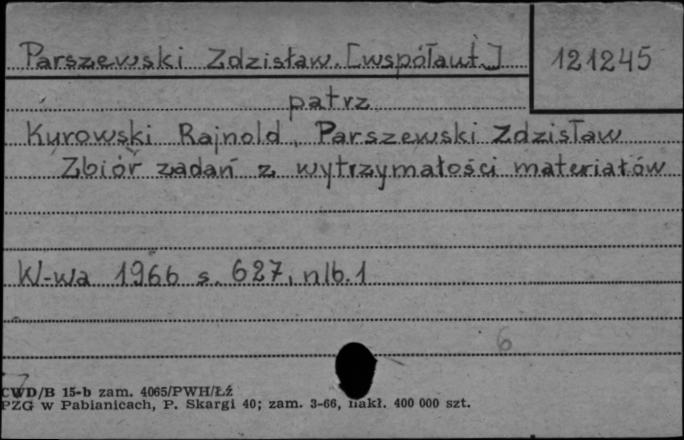 Parszewski Zdzisław. [współaut.] 121245
patrz
Kurowski Rajnold, Parszewski Zdzisław
Zbiór zadań z wytrzymałości materiałów
W-wa 1966 s. 627, nlb. 1
6
CWD/B 15-b zam. 4065/PWH/Łź
PZG w Pabianicach, P. Skargi 40; zam. 3-66, nakł. 400 000 szt.